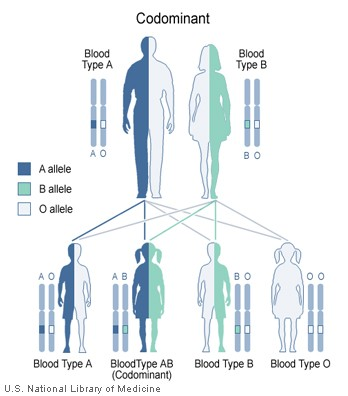 Codominant
Blood
Type A
Blood
Type B
A O
B O
A allele
B allele
O allele
A O
A B
B O
O O
Blood Type A
BloodType AB
(Codominant)
Blood Type B
Blood Type O
U.S. National Library of Medicine